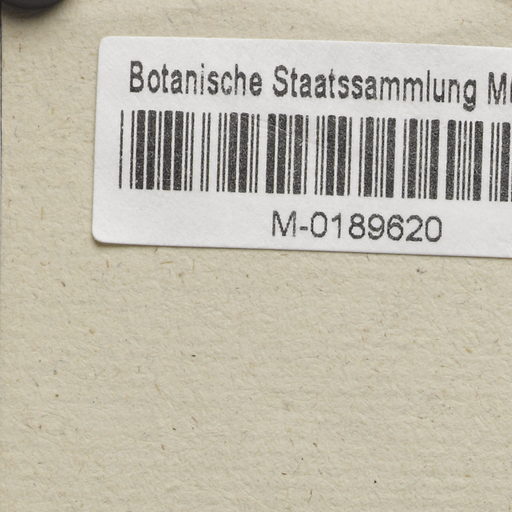 Botanische Staatssammlung
M-0189620